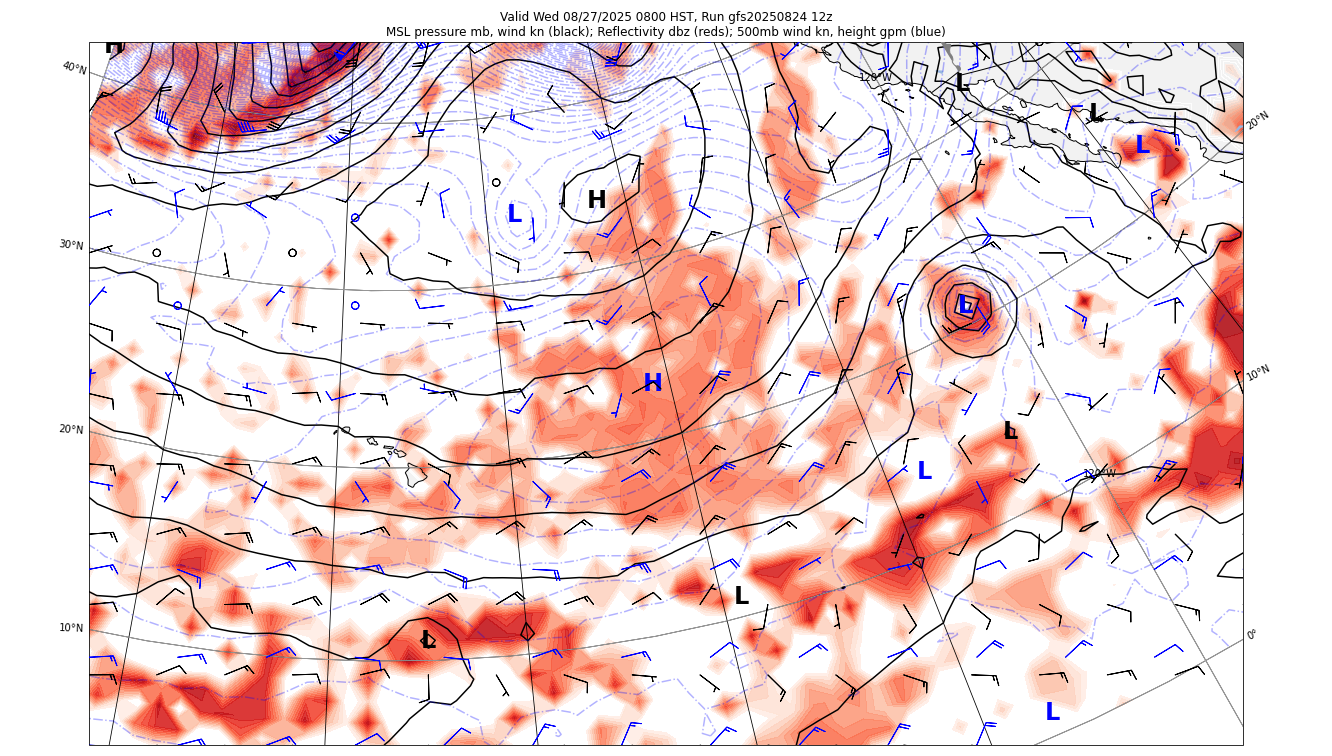 Valid Wed 08/27/2025 0800 HST, Run gfs20250824 12z
MSL pressure mb, wind kn (black); Reflectivity dbz (reds); 500mb wind kn, height gpm (blue)
H
40°N
120°W
L
L
20°N
L
H
L
30°N
L
H
10°N
20°N
L
L
120°W
L
10°N
L
0°
L